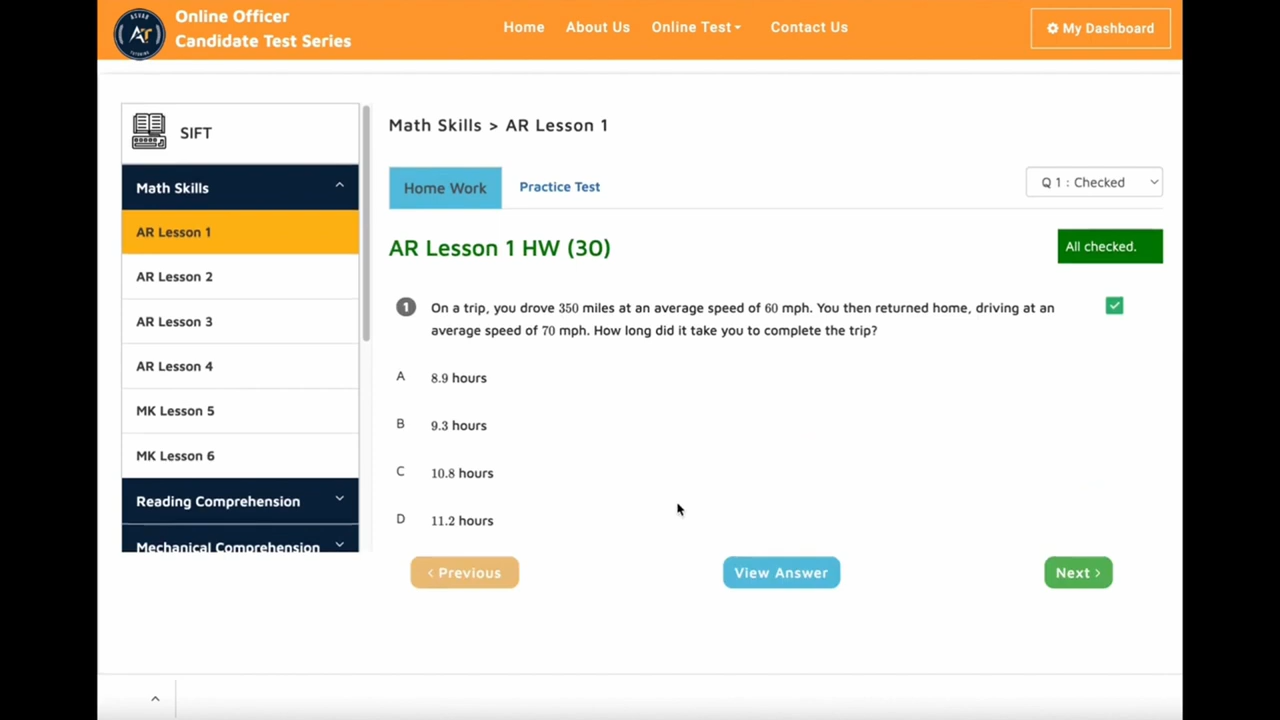 Online Officer
Candidate Test Series
Home About Us Online Test Contact Us
My Dashboard
SIFT
Math Skills
AR Lesson 1
AR Lesson 2
AR Lesson 3
AR Lesson 4
MK Lesson 5
MK Lesson 6
Reading Comprehension
Mechanical Comprehension
Math Skills > AR Lesson 1
Home Work Practice Test
Q 1 : Checked
AR Lesson 1 HW (30)
All checked.
1 On a trip, you drove 350 miles at an average speed of 60 mph. You then returned home, driving at an
average speed of 70 mph. How long did it take you to complete the trip?
A 8.9 hours
B 9.3 hours
C 10.8 hours
D 11.2 hours
< Previous
View Answer
Next >